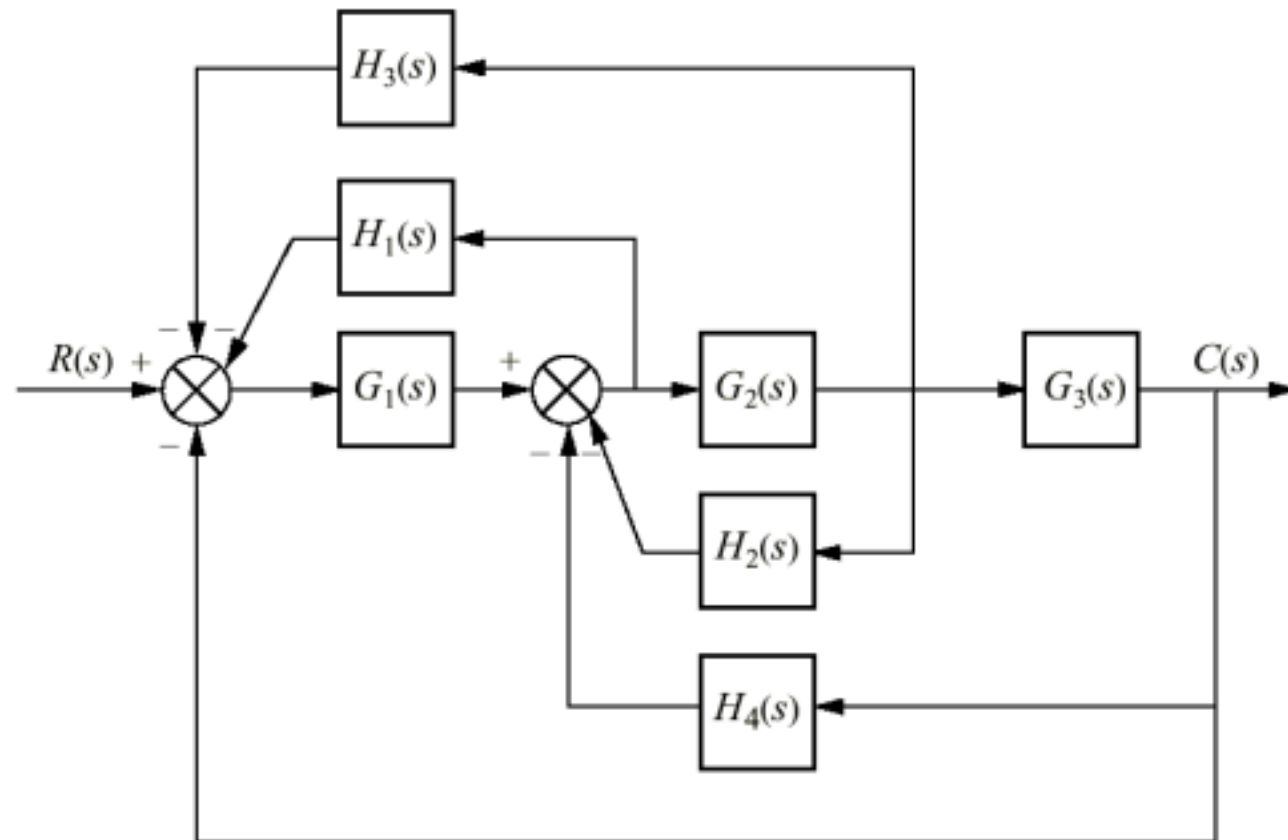 H₃(s)
H₁(s)
− −
R(s) + G₁(s) + G₂(s) G₃(s) C(s)
−
− −
H₂(s)
H₄(s)